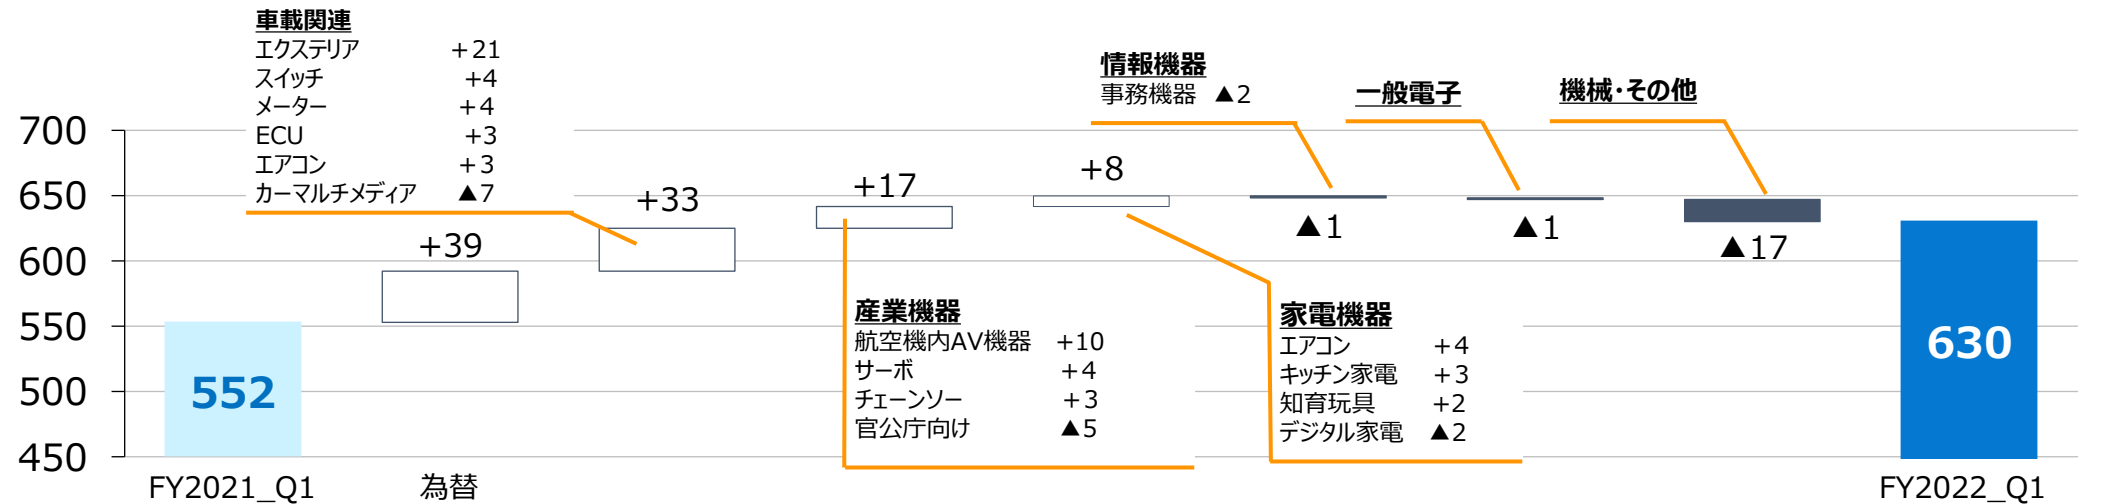 車載関連
エクステリア +21
スイッチ +4
メーター +4
ECU +3
エアコン +3
カーマルチメディア ▲7
情報機器
事務機器 ▲2
一般電子
機械・その他
700
650
600
550
500
450
+39
+33
+17
+8
▲1
▲1
▲17
552
630
産業機器
航空機内AV機器 +10
サーボ +4
チェーンソー +3
官公庁向け ▲5
家電機器
エアコン +4
キッチン家電 +3
知育玩具 +2
デジタル家電 ▲2
FY2021_Q1
為替
FY2022_Q1